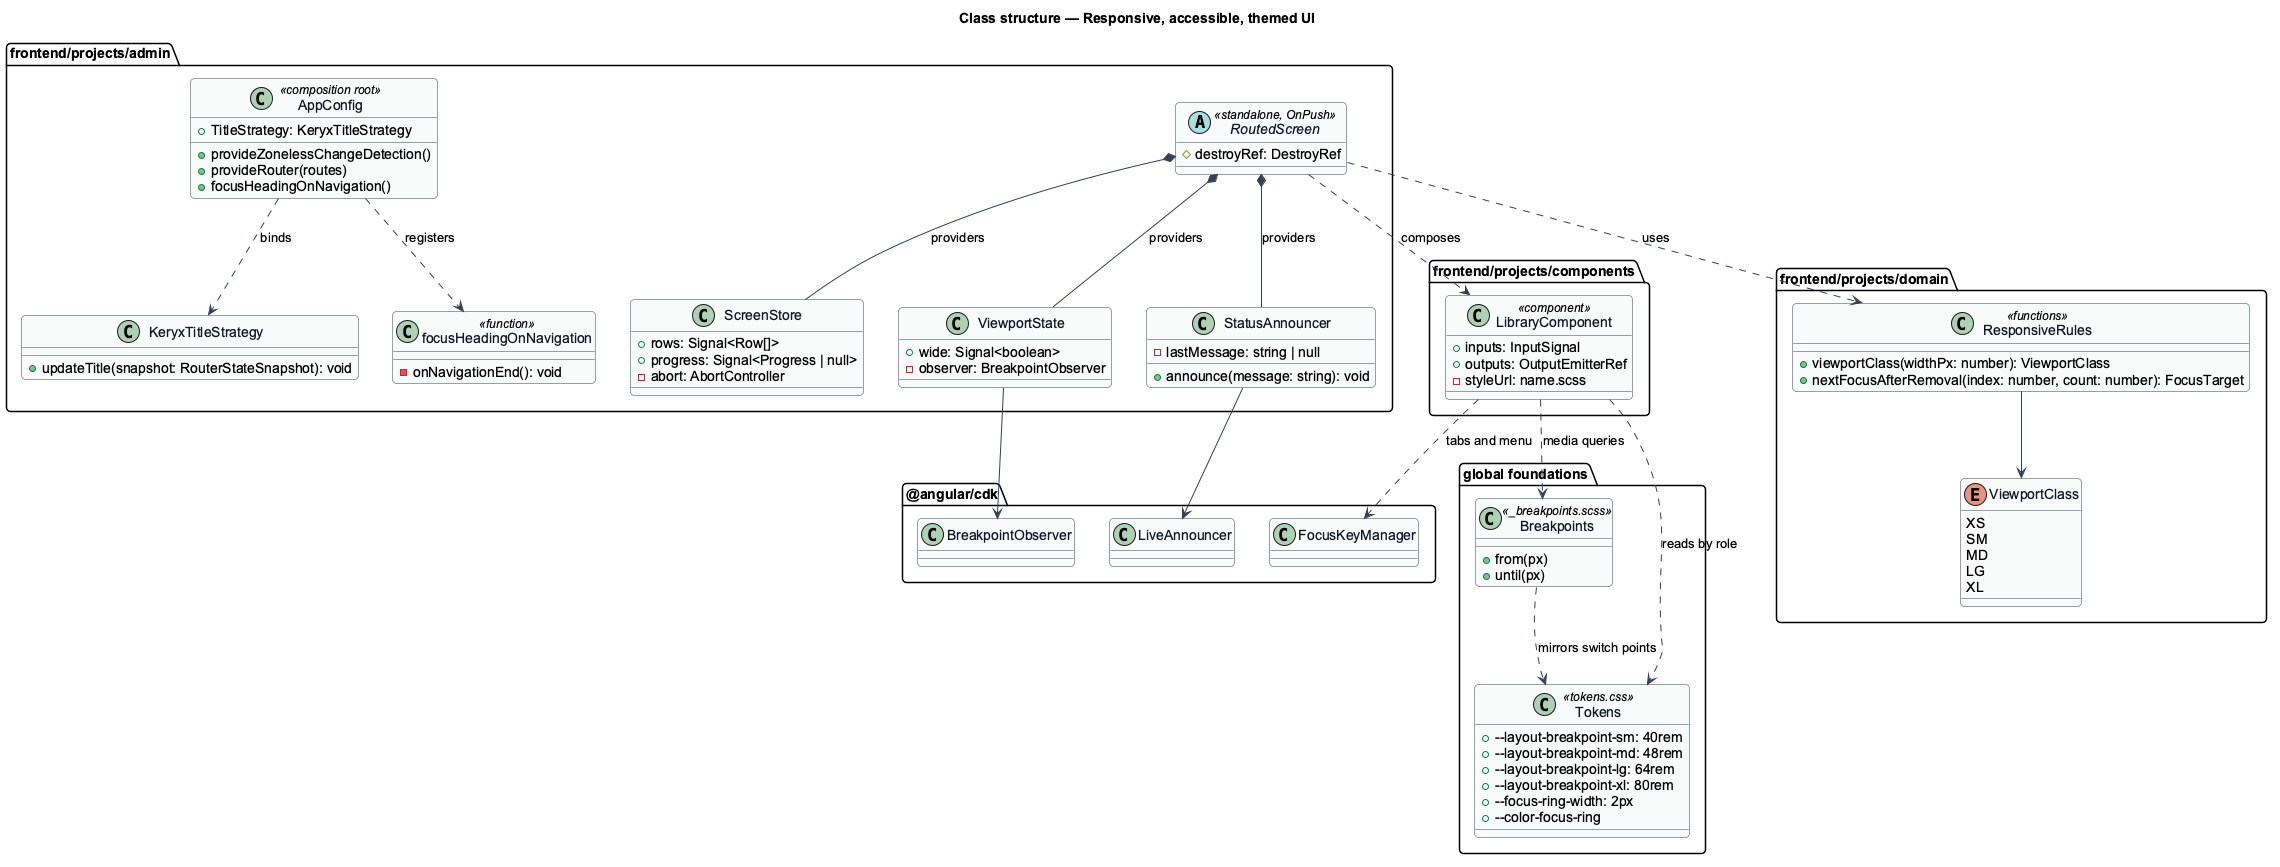 Class structure — Responsive, accessible, themed UI
frontend/projects/admin
C
«composition root»
AppConfig
TitleStrategy: KeryxTitleStrategy
provideZonelessChangeDetection()
provideRouter(routes)
focusHeadingOnNavigation()
A
«standalone, OnPush»
RoutedScreen
destroyRef: DestroyRef
binds
registers
providers
providers
providers
composes
uses
C
KeryxTitleStrategy
updateTitle(snapshot: RouterStateSnapshot): void
C
«function»
focusHeadingOnNavigation
onNavigationEnd(): void
C
ScreenStore
rows: Signal<Row[]>
progress: Signal<Progress | null>
abort: AbortController
C
ViewportState
wide: Signal<boolean>
observer: BreakpointObserver
C
StatusAnnouncer
lastMessage: string | null
announce(message: string): void
frontend/projects/components
C
«component»
LibraryComponent
inputs: InputSignal
outputs: OutputEmitterRef
styleUrl: name.scss
frontend/projects/domain
C
«functions»
ResponsiveRules
viewportClass(widthPx: number): ViewportClass
nextFocusAfterRemoval(index: number, count: number): FocusTarget
tabs and menu
media queries
reads by role
@angular/cdk
C
BreakpointObserver
C
LiveAnnouncer
C
FocusKeyManager
global foundations
C
«_breakpoints.scss»
Breakpoints
from(px)
until(px)
mirrors switch points
C
«tokens.css»
Tokens
--layout-breakpoint-sm: 40rem
--layout-breakpoint-md: 48rem
--layout-breakpoint-lg: 64rem
--layout-breakpoint-xl: 80rem
--focus-ring-width: 2px
--color-focus-ring
E
ViewportClass
XS
SM
MD
LG
XL